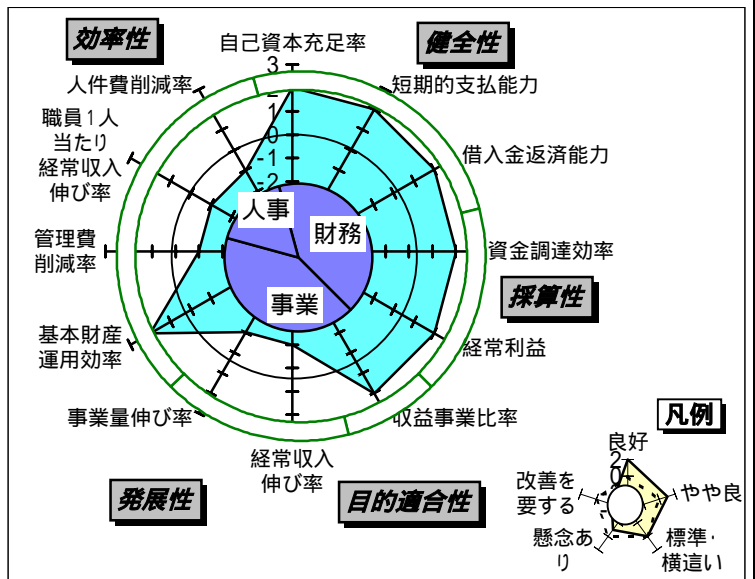 効率性
自己資本充足率
健全性
3
2
1
0
-1
-2
人件費削減率
短期的支払能力
職員1人
当たり
経常収入
伸び率
借入金返済能力
人事
財務
管理費
削減率
資金調達効率
採算性
事業
基本財産
運用効率
経常利益
事業量伸び率
収益事業比率
経常収入
伸び率
発展性
目的適合性
凡例
良好
2
0
改善を
要する
やや良
懸念あ
り
標準・
横這い